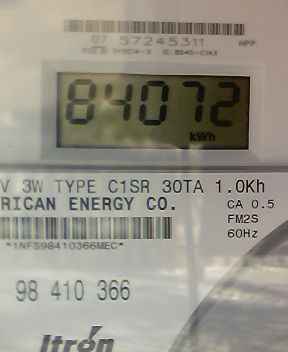 07 57245311 HPP
84072
kWh
V 3W TYPE C1SR 30TA 1.0Kh
RICAN ENERGY CO.
CA 0.5
FM2S
60Hz
*1NFS98410366MEC*
98 410 366
Itron